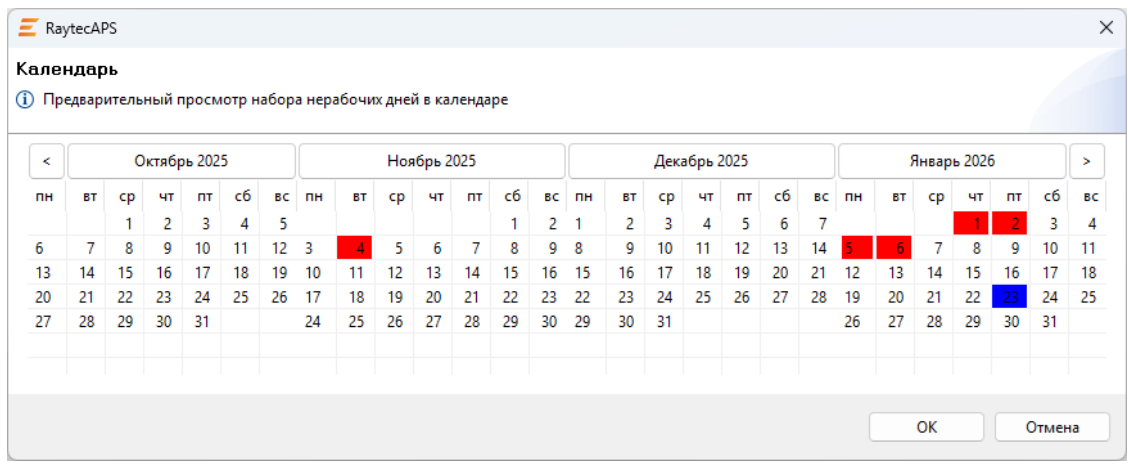 RaytecAPS
Календарь
Предварительный просмотр набора нерабочих дней в календаре
< Октябрь 2025 Ноябрь 2025 Декабрь 2025 Январь 2026 >
пн вт ср чт пт сб вс пн вт ср чт пт сб вс пн вт ср чт пт сб вс пн вт ср чт пт сб вс
1 2 3 4 5 1 2 1 2 3 4 5 6 7 1 2 3 4
6 7 8 9 10 11 12 3 4 5 6 7 8 9 8 9 10 11 12 13 14 5 6 7 8 9 10 11
13 14 15 16 17 18 19 10 11 12 13 14 15 16 15 16 17 18 19 20 21 12 13 14 15 16 17 18
20 21 22 23 24 25 26 17 18 19 20 21 22 23 22 23 24 25 26 27 28 19 20 21 22 23 24 25
27 28 29 30 31 24 25 26 27 28 29 30 29 30 31 26 27 28 29 30 31
OK Отмена